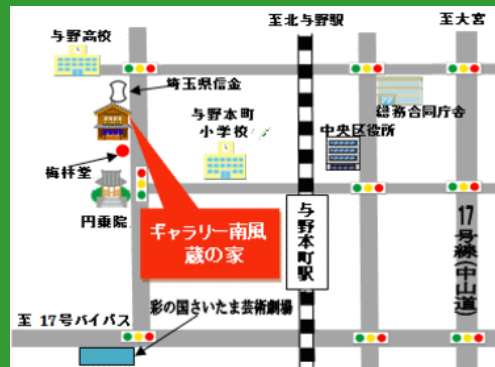 至北与野駅
至大宮
与野高校
埼玉県信金
総務合同庁舎
与野本町
小学校
中央区役所
梅林堂
円乗院
ギャラリー南風
蔵の家
与野本町駅
17号線(中山道)
彩の国さいたま芸術劇場
至 17号バイパス